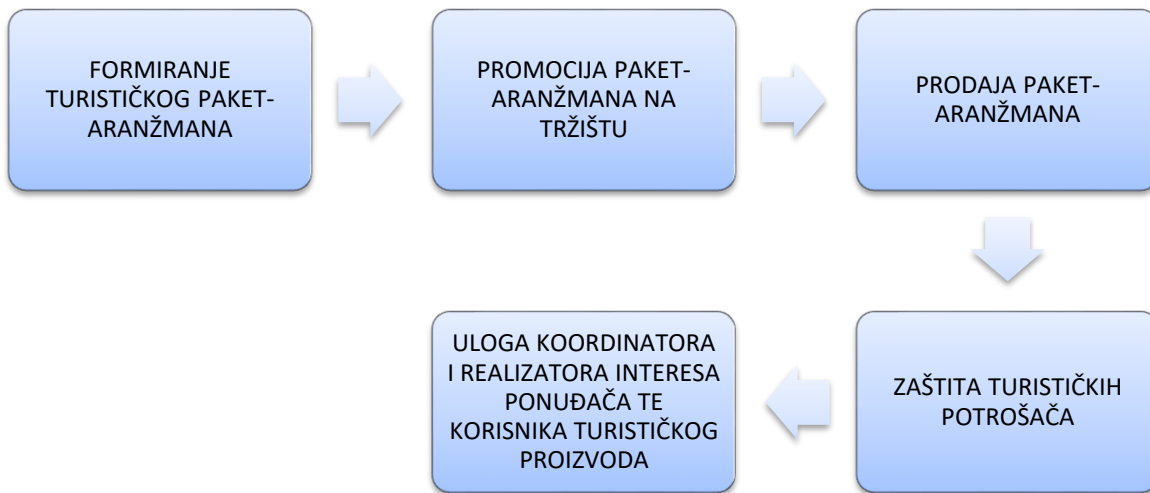 FORMIRANJE
TURISTIČKOG PAKET-
ARANŽMANA
PROMOCIJA PAKET-
ARANŽMANA NA
TRŽIŠTU
PRODAJA PAKET-
ARANŽMANA
ZAŠTITA TURISTIČKIH
POTROŠAČA
ULOGA KOORDINATORA
I REALIZATORA INTERESA
PONUĐAČA TE
KORISNIKA TURISTIČKOG
PROIZVODA